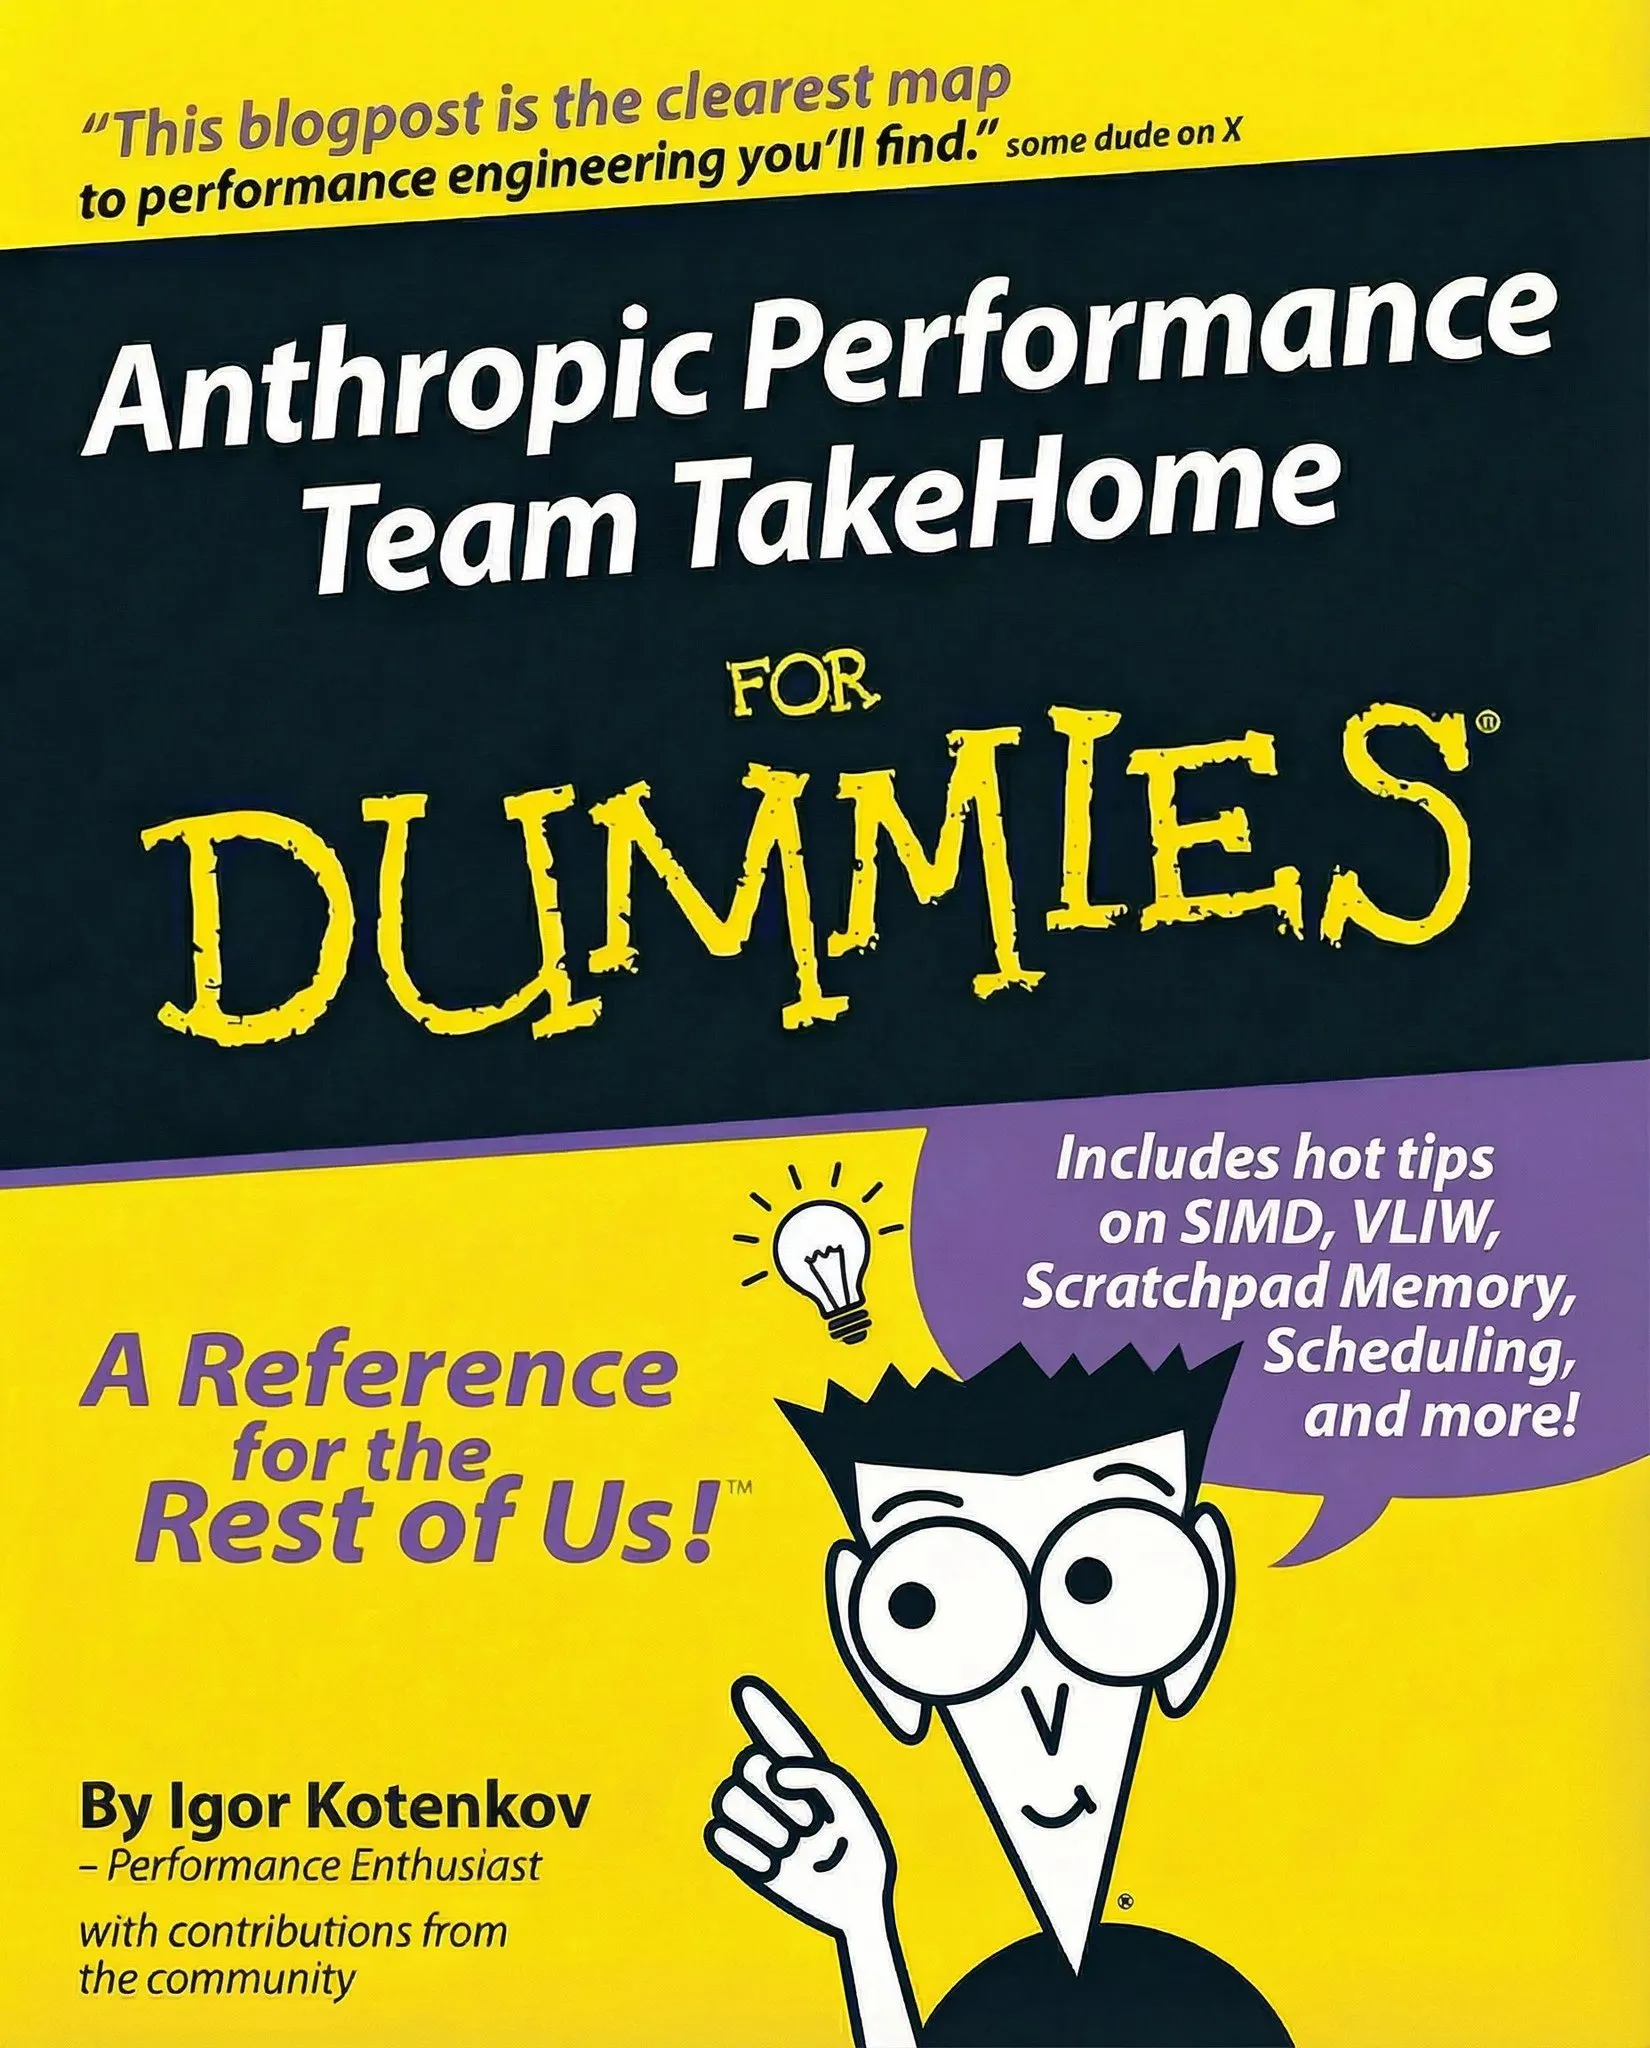 “This blogpost is the clearest map
to performance engineering you’ll find.” some dude on X
Anthropic Performance
Team TakeHome
FOR
DUMMIES®
Includes hot tips
on SIMD, VLIW,
Scratchpad Memory,
Scheduling,
and more!
A Reference
for the
Rest of Us!™
By Igor Kotenkov
– Performance Enthusiast
with contributions from
the community